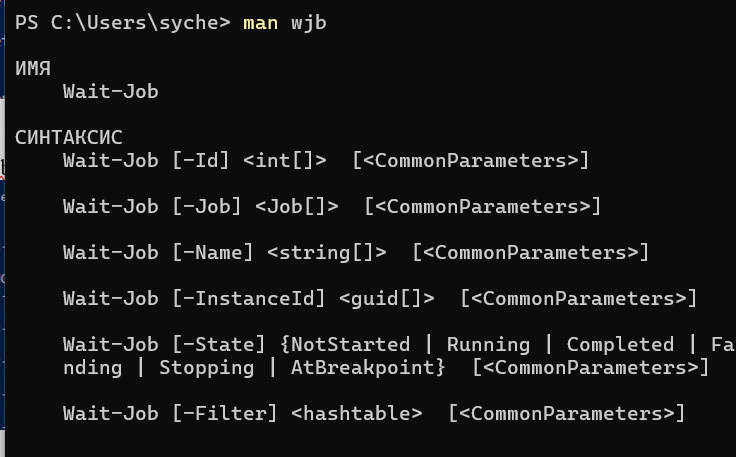 PS C:\Users\syche> man wjb
ИМЯ
Wait-Job
СИНТАКСИС
Wait-Job [-Id] <int[]>  [<CommonParameters>]
Wait-Job [-Job] <Job[]>  [<CommonParameters>]
Wait-Job [-Name] <string[]>  [<CommonParameters>]
Wait-Job [-InstanceId] <guid[]>  [<CommonParameters>]
Wait-Job [-State] {NotStarted | Running | Completed | Fa
nding | Stopping | AtBreakpoint}  [<CommonParameters>]
Wait-Job [-Filter] <hashtable>  [<CommonParameters>]